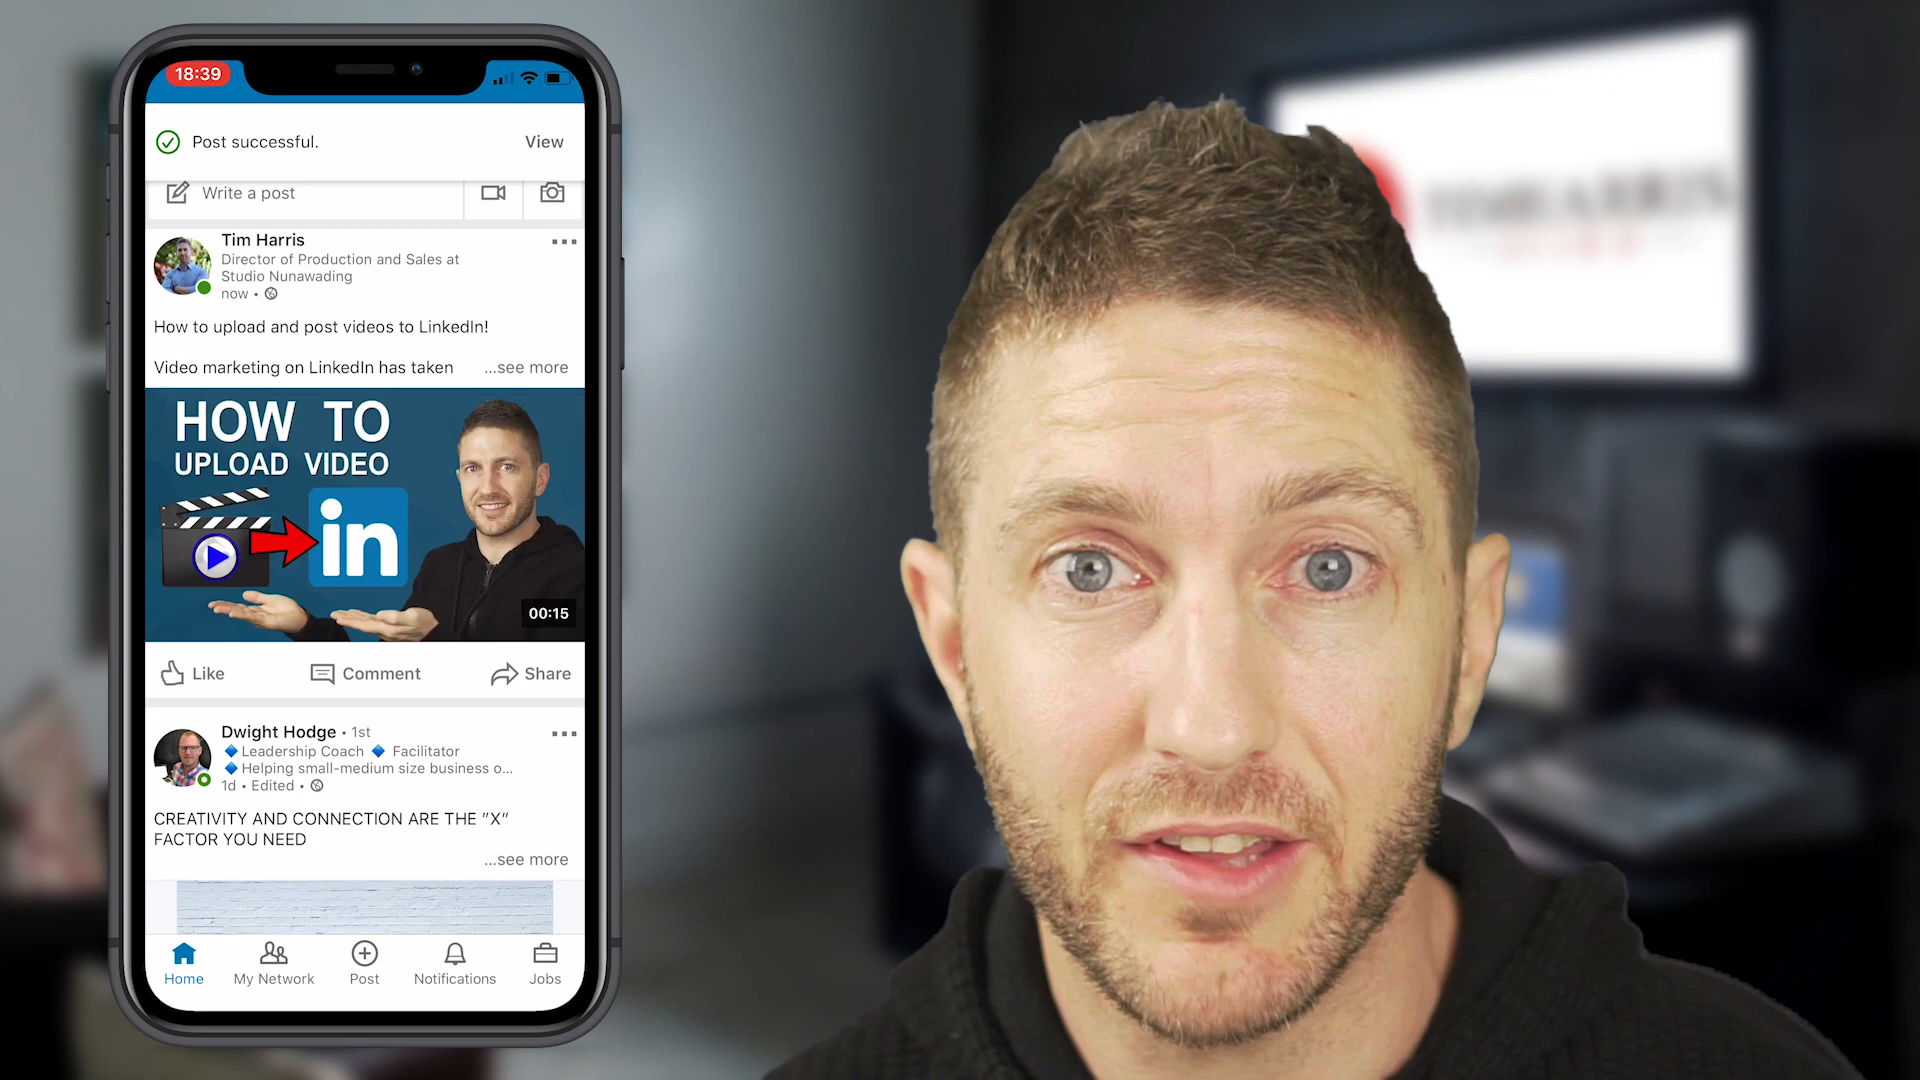 18:39
Post successful.
View
Write a post
Tim Harris
Director of Production and Sales at
Studio Nunawading
now •
How to upload and post videos to LinkedIn!
Video marketing on LinkedIn has taken
...see more
HOW TO
UPLOAD VIDEO
in
00:15
Like
Comment
Share
Dwight Hodge • 1st
Leadership Coach Facilitator
Helping small-medium size business o...
1d • Edited •
CREATIVITY AND CONNECTION ARE THE "X"
FACTOR YOU NEED
...see more
Home
My Network
Post
Notifications
Jobs
TIM HARRIS